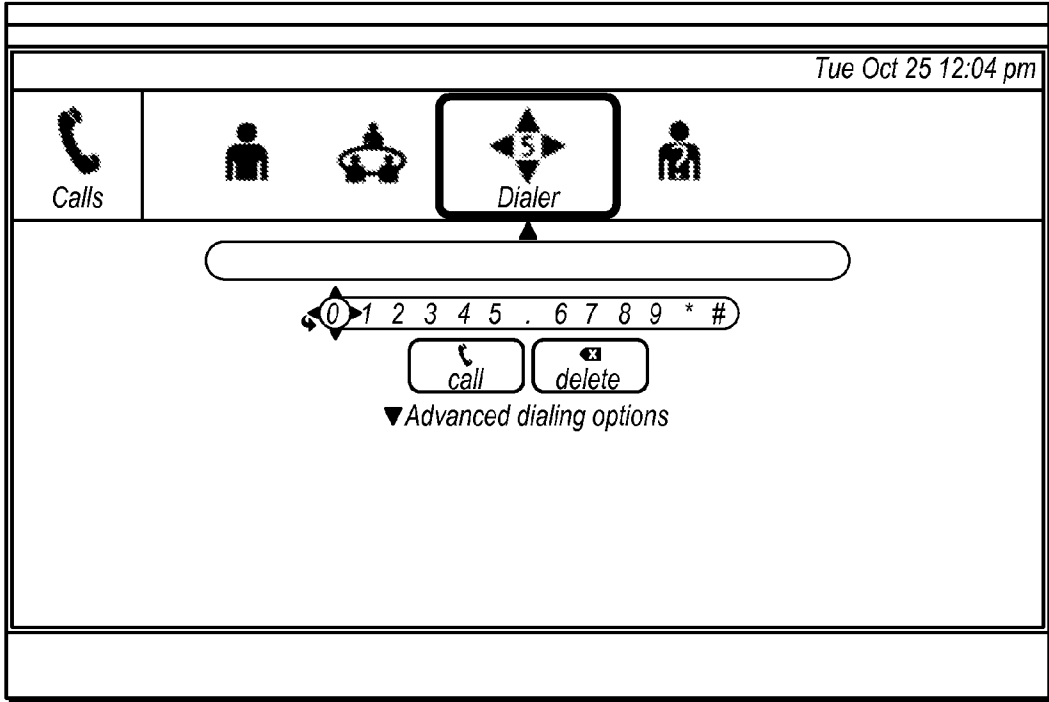 Tue Oct 25 12:04 pm
Calls
5
Dialer
0 1 2 3 4 5 . 6 7 8 9 * #
call
delete
Advanced dialing options